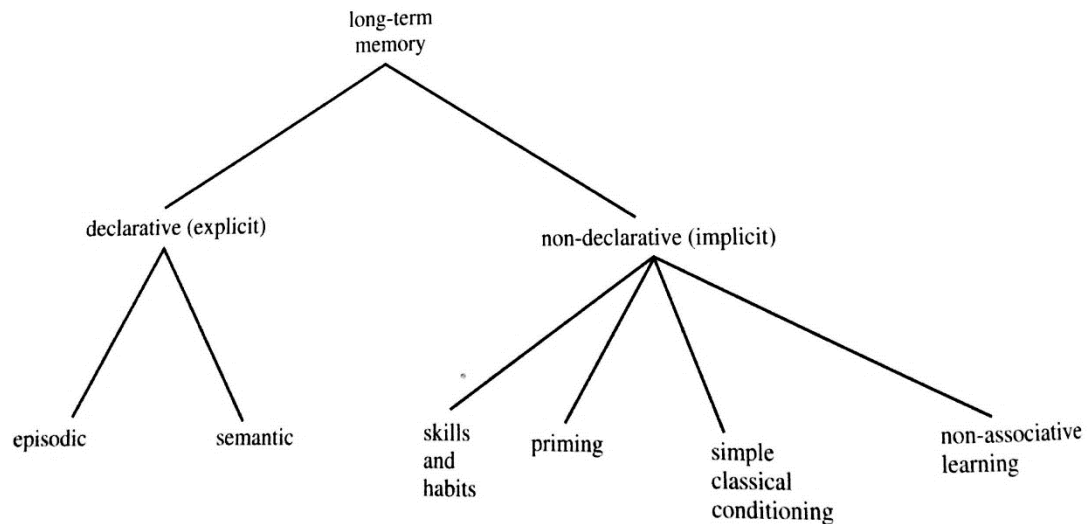 long-term
memory
declarative (explicit)
non-declarative (implicit)
episodic
semantic
skills
and
habits
priming
simple
classical
conditioning
non-associative
learning